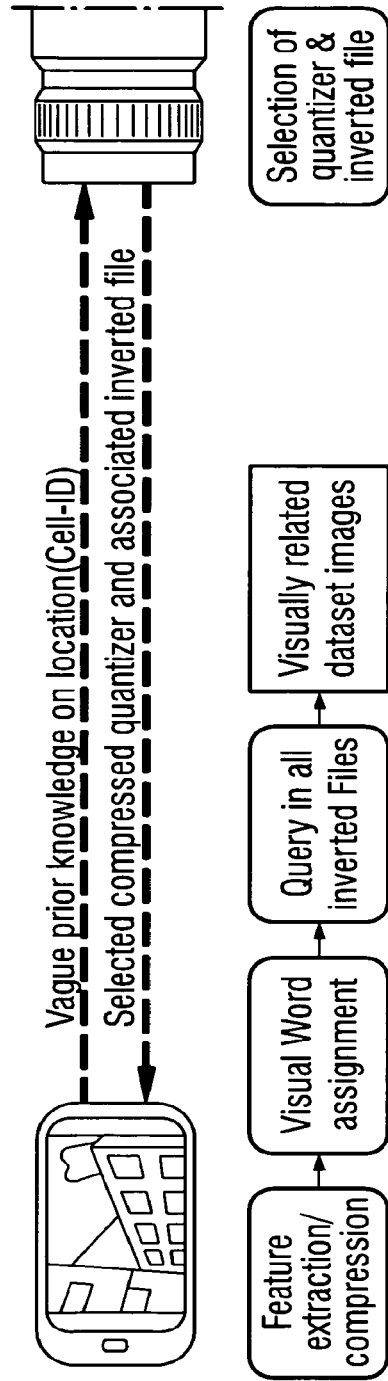 Vague prior knowledge on location(Cell-ID)
Selected compressed quantizer and associated inverted file
Feature
extraction/
compression
Visual Word
assignment
Query in all
inverted Files
Visually related
dataset images
Selection of
quantizer &
inverted file